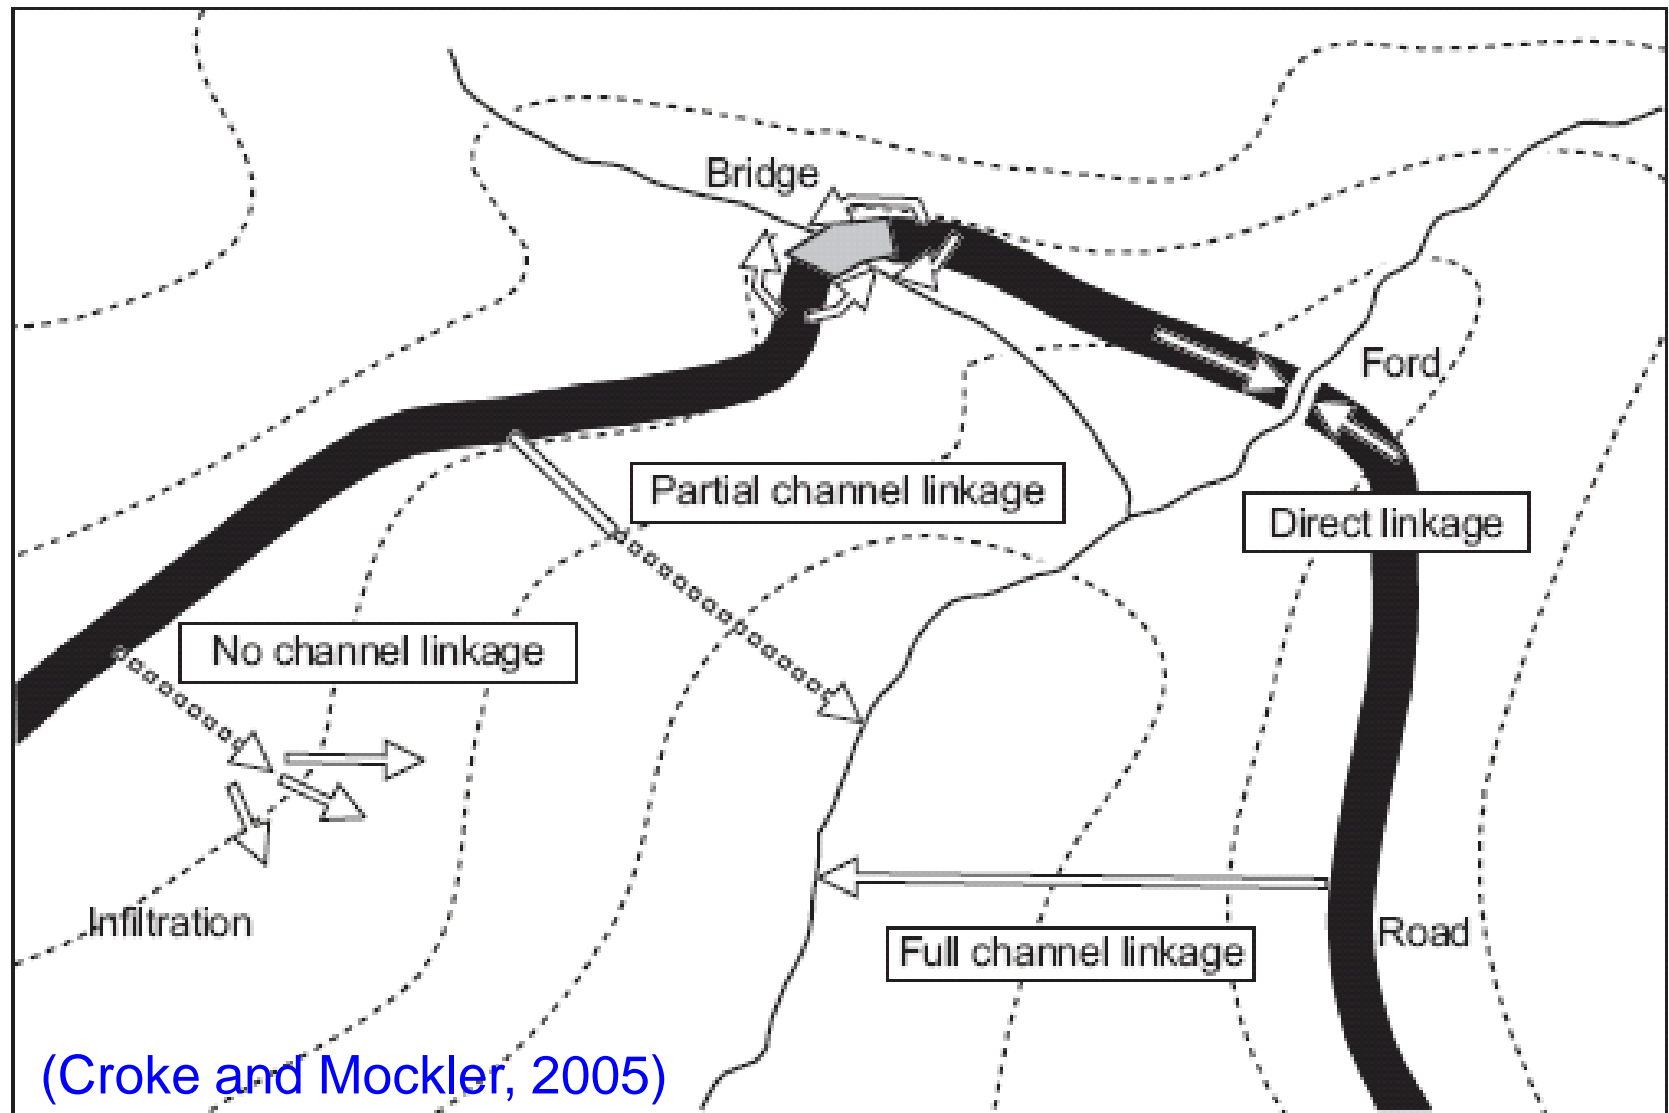 Bridge
Ford
Partial channel linkage
Direct linkage
No channel linkage
Infiltration
Road
Full channel linkage
(Croke and Mockler, 2005)